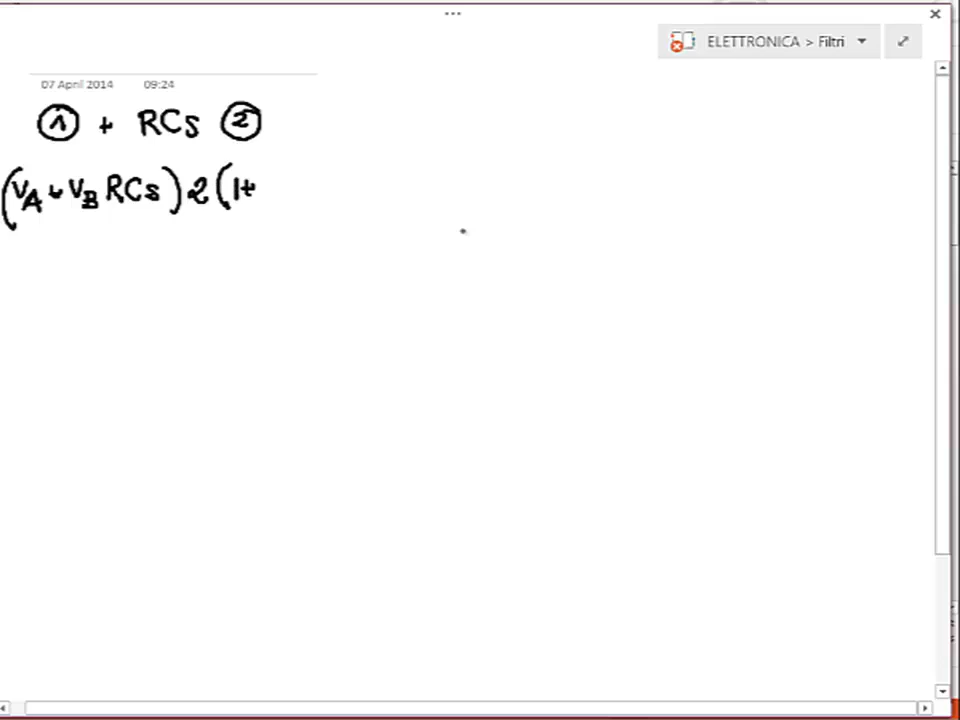 ELETTRONICA > Filtri
07 April 2014 09:24
① + RCs ②
(VA + VB RCs) 2 (1+